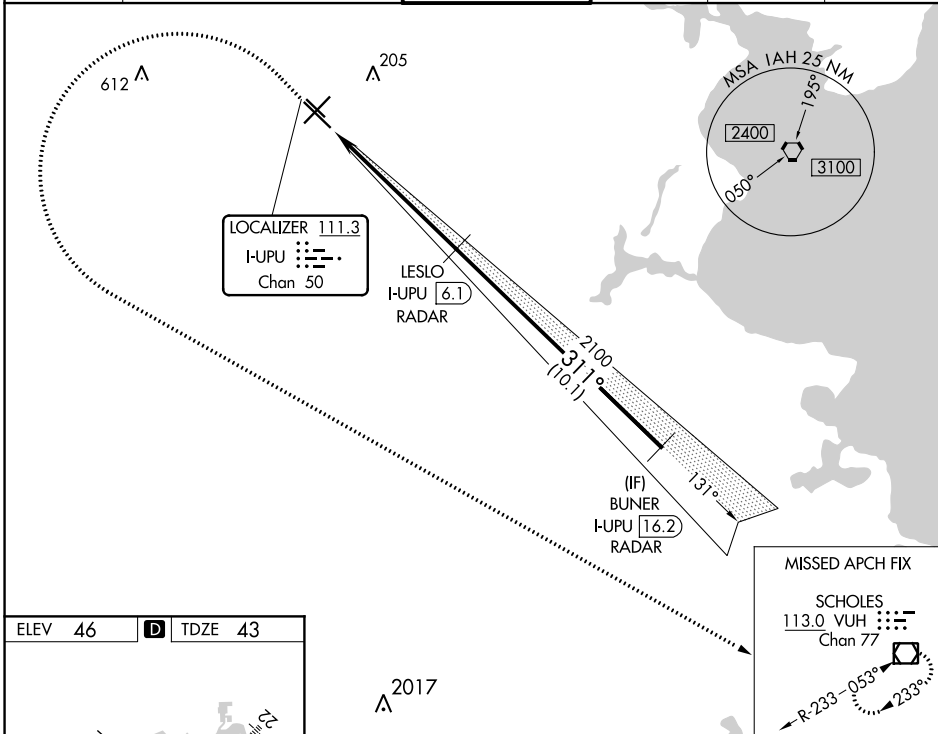 612
205
MSA IAH 25 NM
195°
2400
3100
050°
LOCALIZER 111.3
I-UPU
Chan 50
LESLO
I-UPU 6.1
RADAR
2100
311°
(10.1)
131°
(IF)
BUNER
I-UPU 16.2
RADAR
MISSED APCH FIX
SCHOLES
113.0 VUH
Chan 77
R-233
053°
233°
ELEV 46 D TDZE 43
22
2017